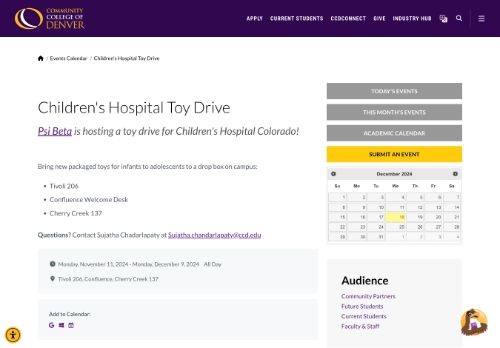 COMMUNITY
COLLEGE OF
DENVER
APPLY CURRENT STUDENTS CCDCONNECT GIVE INDUSTRY HUB
/ Events Calendar / Children's Hospital Toy Drive
Children's Hospital Toy Drive
Psi Beta is hosting a toy drive for Children's Hospital Colorado!
Bring new packaged toys for infants to adolescents to a drop box on campus:
• Tivoli 206
• Confluence Welcome Desk
• Cherry Creek 137
Questions? Contact Sujatha Chadarlapaty at Sujatha.chandarlapaty@ccd.edu
Monday, November 11, 2024 - Monday, December 9, 2024 All Day
Tivoli 206, Confluence, Cherry Creek 137
Add to Calendar:
TODAY'S EVENTS
THIS MONTH'S EVENTS
ACADEMIC CALENDAR
SUBMIT AN EVENT
December 2024
Su Mo Tu We Th Fr Sa
1 2 3 4 5 6 7
8 9 10 11 12 13 14
15 16 17 18 19 20 21
22 23 24 25 26 27 28
29 30 31 1 2 3 4
Audience
Community Partners
Future Students
Current Students
Faculty & Staff